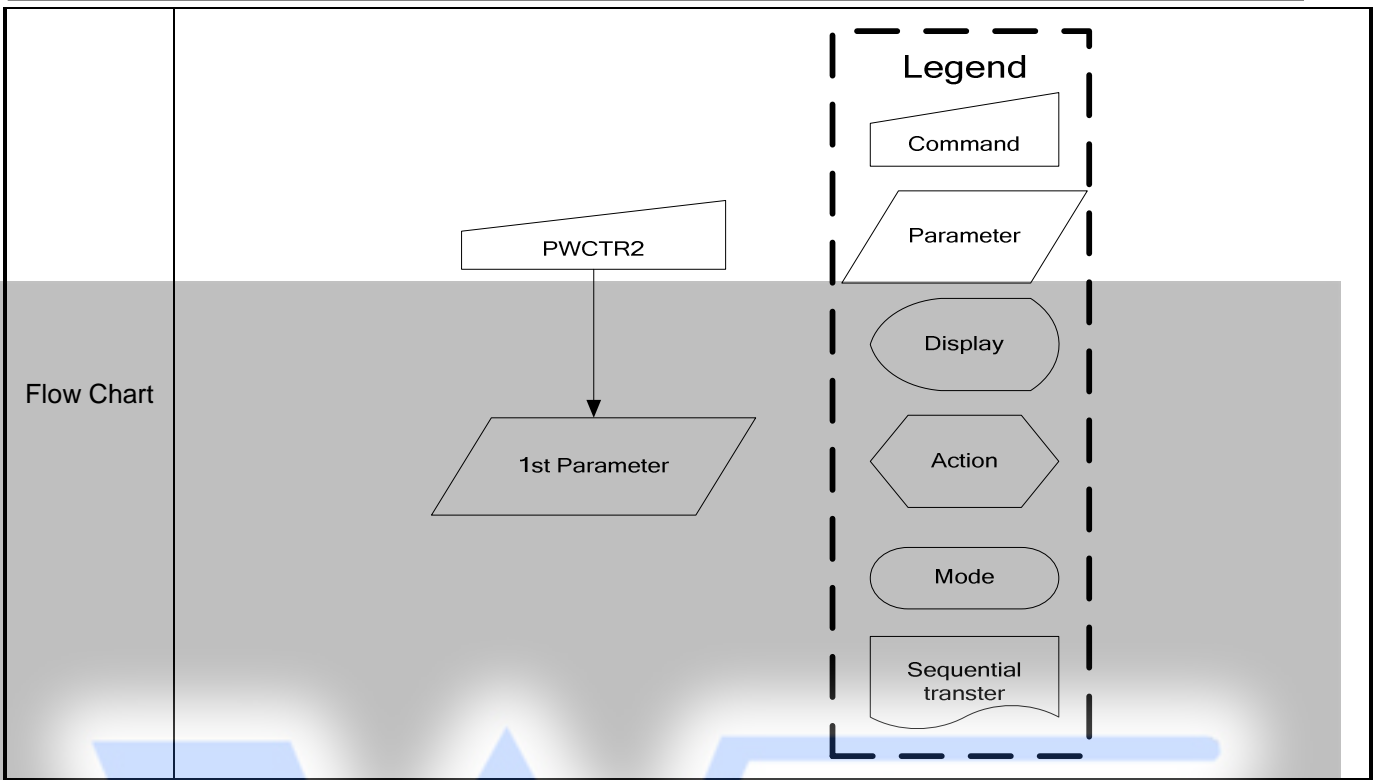 Flow Chart
PWCTR2
1st Parameter
Legend
Command
Parameter
Display
Action
Mode
Sequential
transter